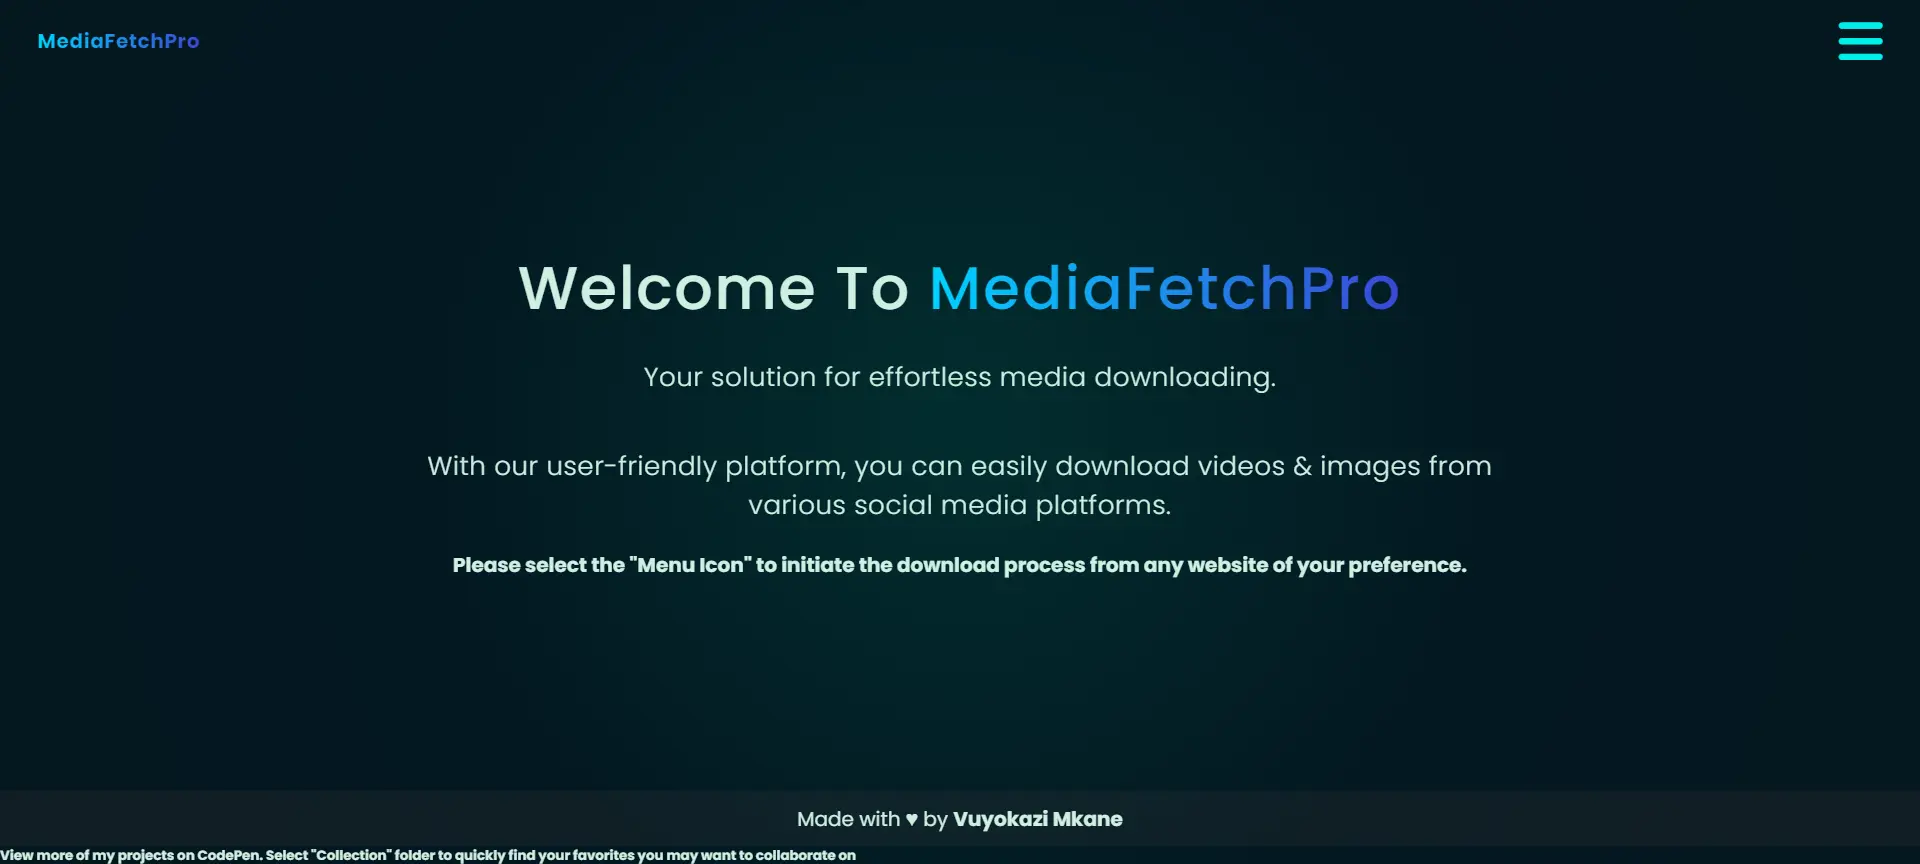 MediaFetchPro
Welcome To MediaFetchPro
Your solution for effortless media downloading.
With our user-friendly platform, you can easily download videos & images from
various social media platforms.
Please select the "Menu Icon" to initiate the download process from any website of your preference.
Made with ♥ by Vuyokazi Mkane
View more of my projects on CodePen. Select "Collection" folder to quickly find your favorites you may want to collaborate on